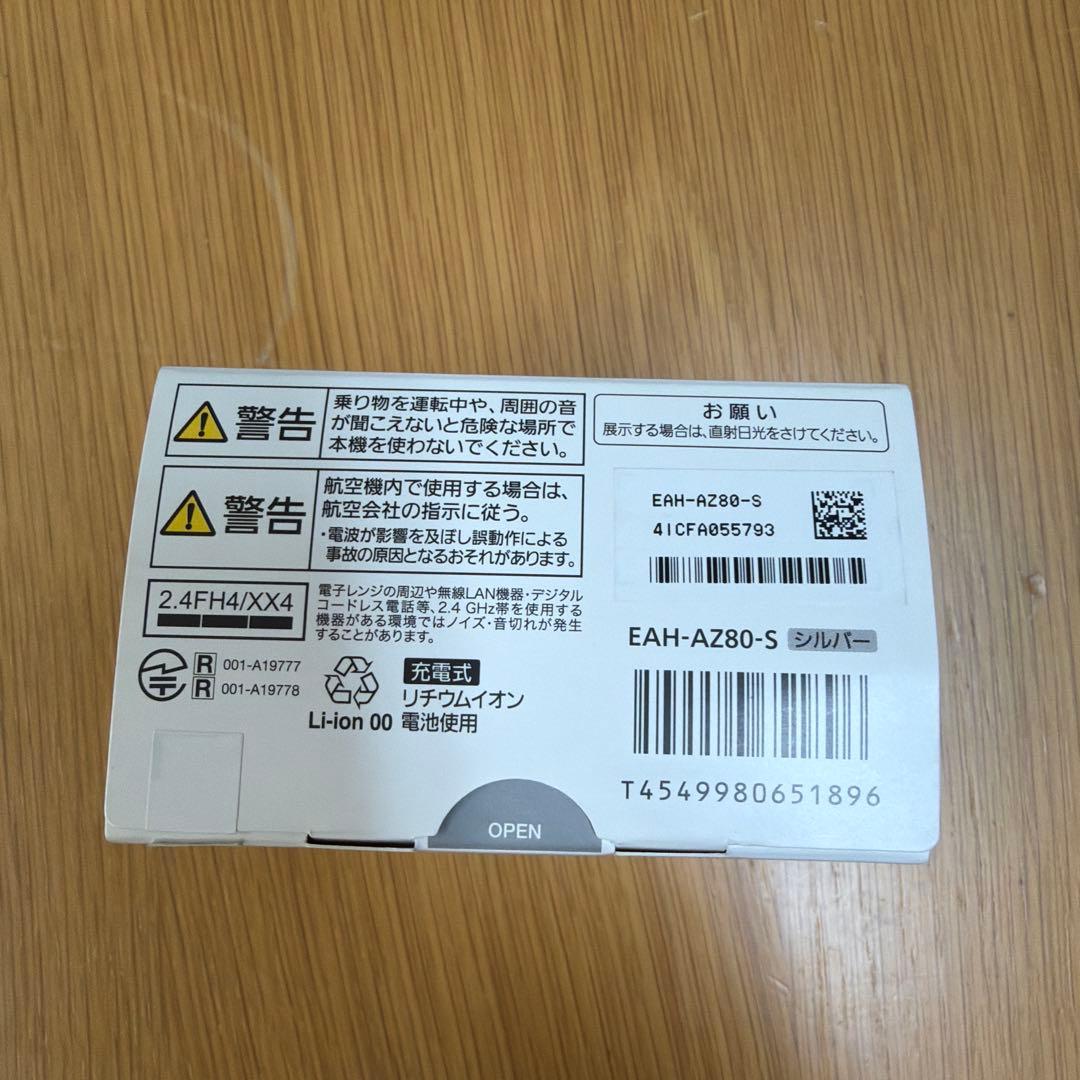 警告
乗り物を運転中や、周囲の音
が聞こえないと危険な場所で
本機を使わないでください。
警告
航空機内で使用する場合は、
航空会社の指示に従う。
・電波が影響を及ぼし誤動作による
事故の原因となるおそれがあります。
2.4FH4/XX4
電子レンジの周辺や無線LAN機器・デジタル
コードレス電話等、2.4 GHz帯を使用する
機器がある環境ではノイズ・音切れが発生
することがあります。
R 001-A19777
R 001-A19778
Li-ion 00
充電式
リチウムイオン
電池使用
お願い
展示する場合は、直射日光をさけてください。
EAH-AZ80-S
4ICFA055793
EAH-AZ80-S シルバー
T4549980651896
OPEN